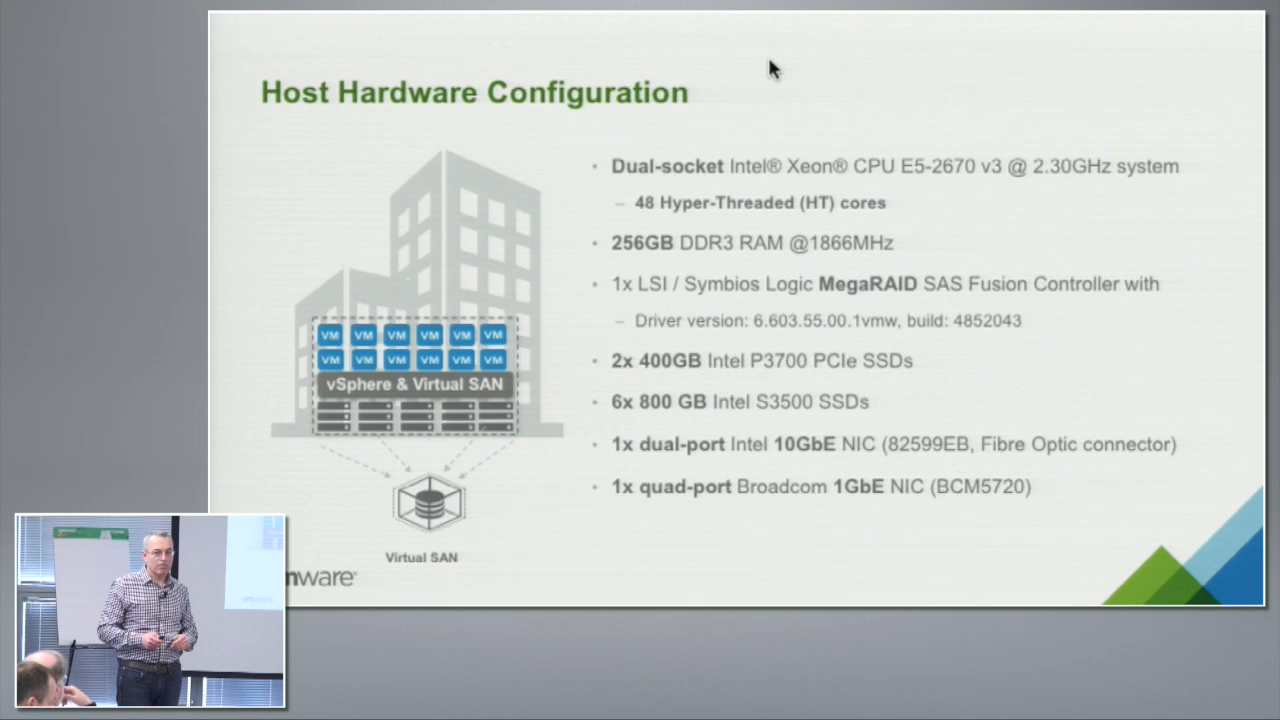 Host Hardware Configuration
• Dual-socket Intel® Xeon® CPU E5-2670 v3 @ 2.30GHz system
– 48 Hyper-Threaded (HT) cores
• 256GB DDR3 RAM @1866MHz
• 1x LSI / Symbios Logic MegaRAID SAS Fusion Controller with
– Driver version: 6.603.55.00.1vmw, build: 4852043
• 2x 400GB Intel P3700 PCIe SSDs
• 6x 800 GB Intel S3500 SSDs
• 1x dual-port Intel 10GbE NIC (82599EB, Fibre Optic connector)
• 1x quad-port Broadcom 1GbE NIC (BCM5720)
VM VM VM VM VM VM
VM VM VM VM VM VM
vSphere & Virtual SAN
Virtual SAN
mware®
vmware